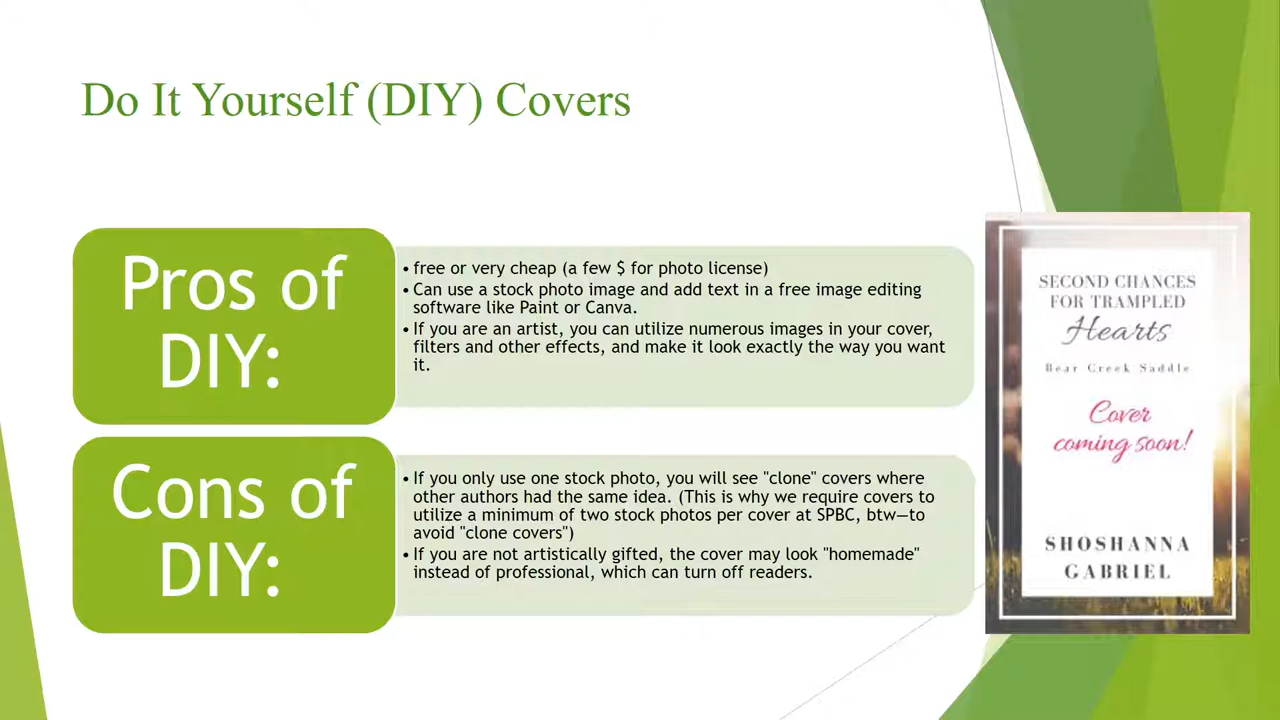 Do It Yourself (DIY) Covers
Pros of
DIY:
• free or very cheap (a few $ for photo license)
• Can use a stock photo image and add text in a free image editing
software like Paint or Canva.
• If you are an artist, you can utilize numerous images in your cover,
filters and other effects, and make it look exactly the way you want
it.
Cons of
DIY:
• If you only use one stock photo, you will see "clone" covers where
other authors had the same idea. (This is why we require covers to
utilize a minimum of two stock photos per cover at SPBC, btw—to
avoid "clone covers")
• If you are not artistically gifted, the cover may look "homemade"
instead of professional, which can turn off readers.
SECOND CHANCES
FOR TRAMPLED
Hearts
Bear Creek Saddle
Cover
coming soon!
SHOSHANNA
GABRIEL